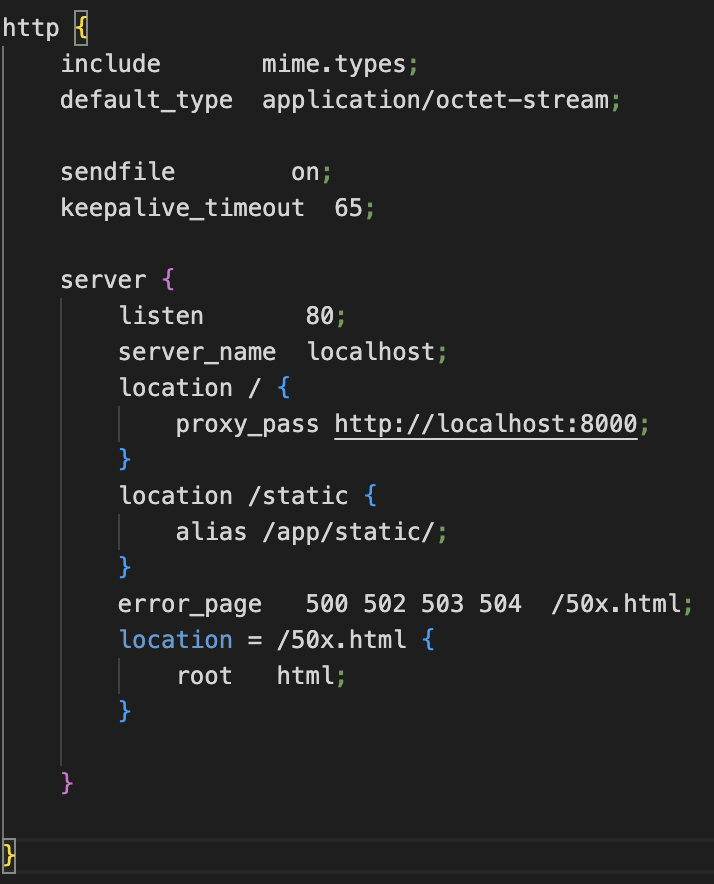 http {
    include       mime.types;
    default_type  application/octet-stream;

    sendfile        on;
    keepalive_timeout  65;

    server {
        listen       80;
        server_name  localhost;
        location / {
            proxy_pass http://localhost:8000;
        }
        location /static {
            alias /app/static/;
        }
        error_page   500 502 503 504  /50x.html;
        location = /50x.html {
            root   html;
        }

    }

}